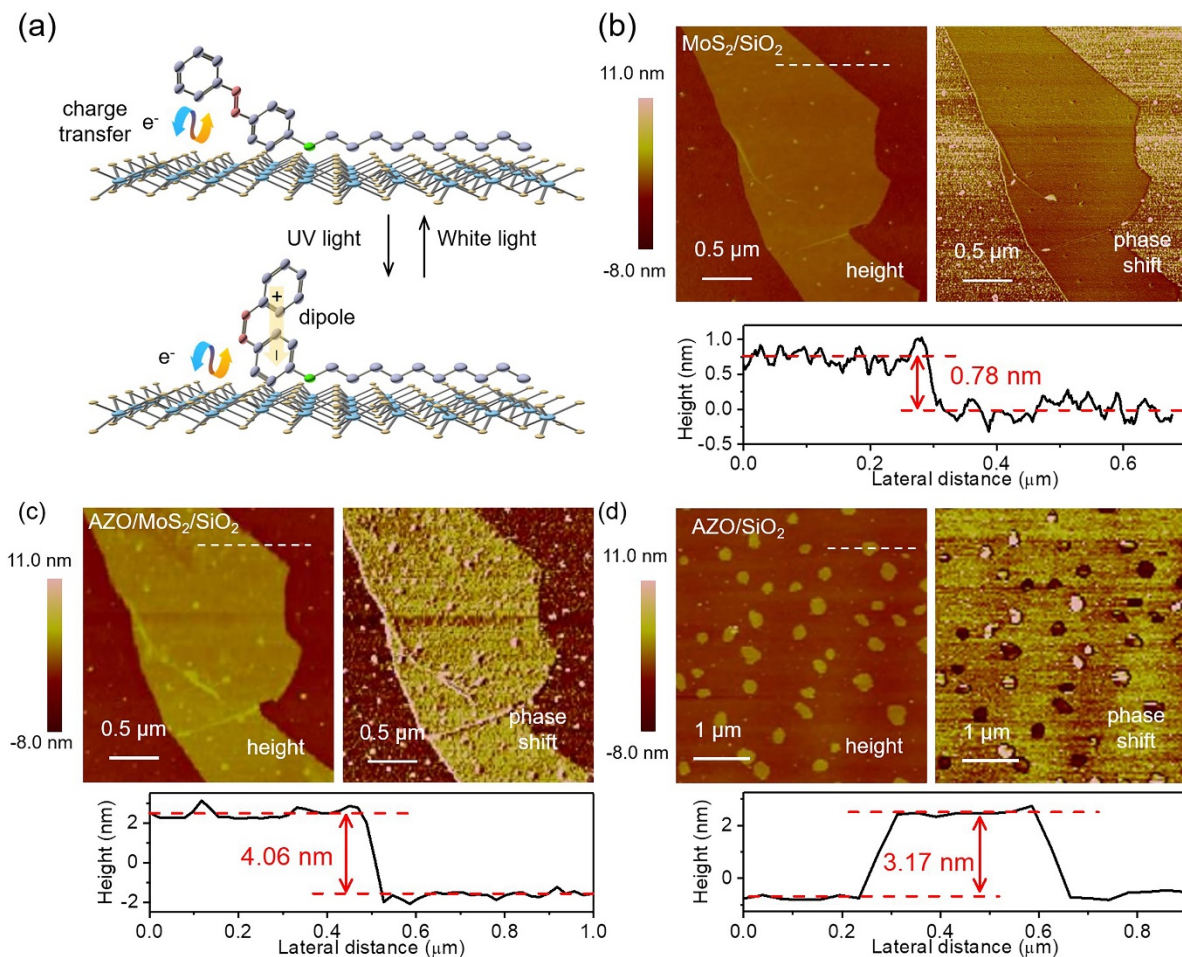 (a)
charge
transfer
e⁻
UV light
White light
+
dipole
−
e⁻
(b)
11.0 nm
-8.0 nm
MoS₂/SiO₂
0.5 μm
height
0.5 μm
phase
shift
Height (nm)
1.0
0.5
0.0
-0.5
0.78 nm
0.0
0.2
0.4
0.6
Lateral distance (μm)
(c)
11.0 nm
-8.0 nm
AZO/MoS₂/SiO₂
0.5 μm
height
0.5 μm
phase
shift
Height (nm)
2
0
-2
4.06 nm
0.0
0.2
0.4
0.6
0.8
1.0
Lateral distance (μm)
(d)
11.0 nm
-8.0 nm
AZO/SiO₂
1 μm
height
1 μm
phase
shift
Height (nm)
2
0
3.17 nm
0.0
0.2
0.4
0.6
0.8
Lateral distance (μm)